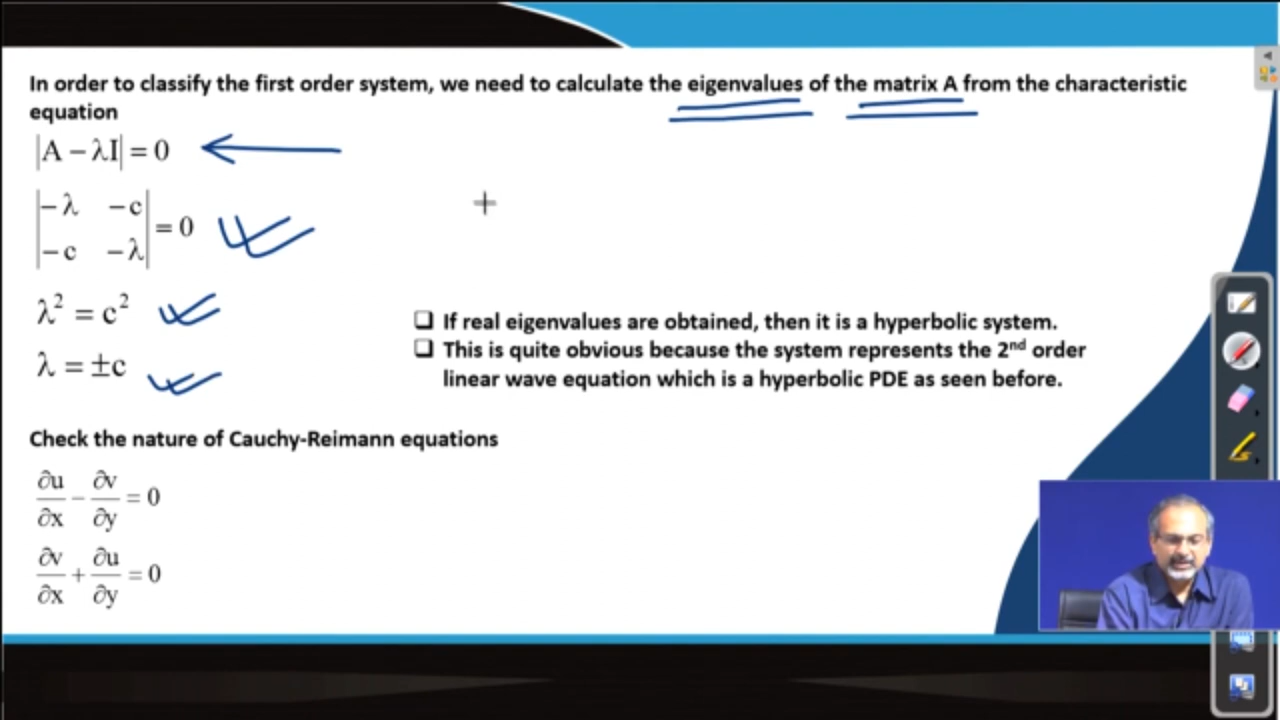 In order to classify the first order system, we need to calculate the eigenvalues of the matrix A from the characteristic
equation
|A − λI| = 0
|−λ −c|
|−c −λ| = 0
λ² = c²
λ = ±c
❑ If real eigenvalues are obtained, then it is a hyperbolic system.
❑ This is quite obvious because the system represents the 2nd order
linear wave equation which is a hyperbolic PDE as seen before.
Check the nature of Cauchy-Reimann equations
∂u/∂x − ∂v/∂y = 0
∂v/∂x + ∂u/∂y = 0